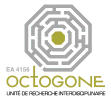 EA 4156
OCTOGONE
UNITÉ DE RECHERCHE INTERDISCIPLINAIRE